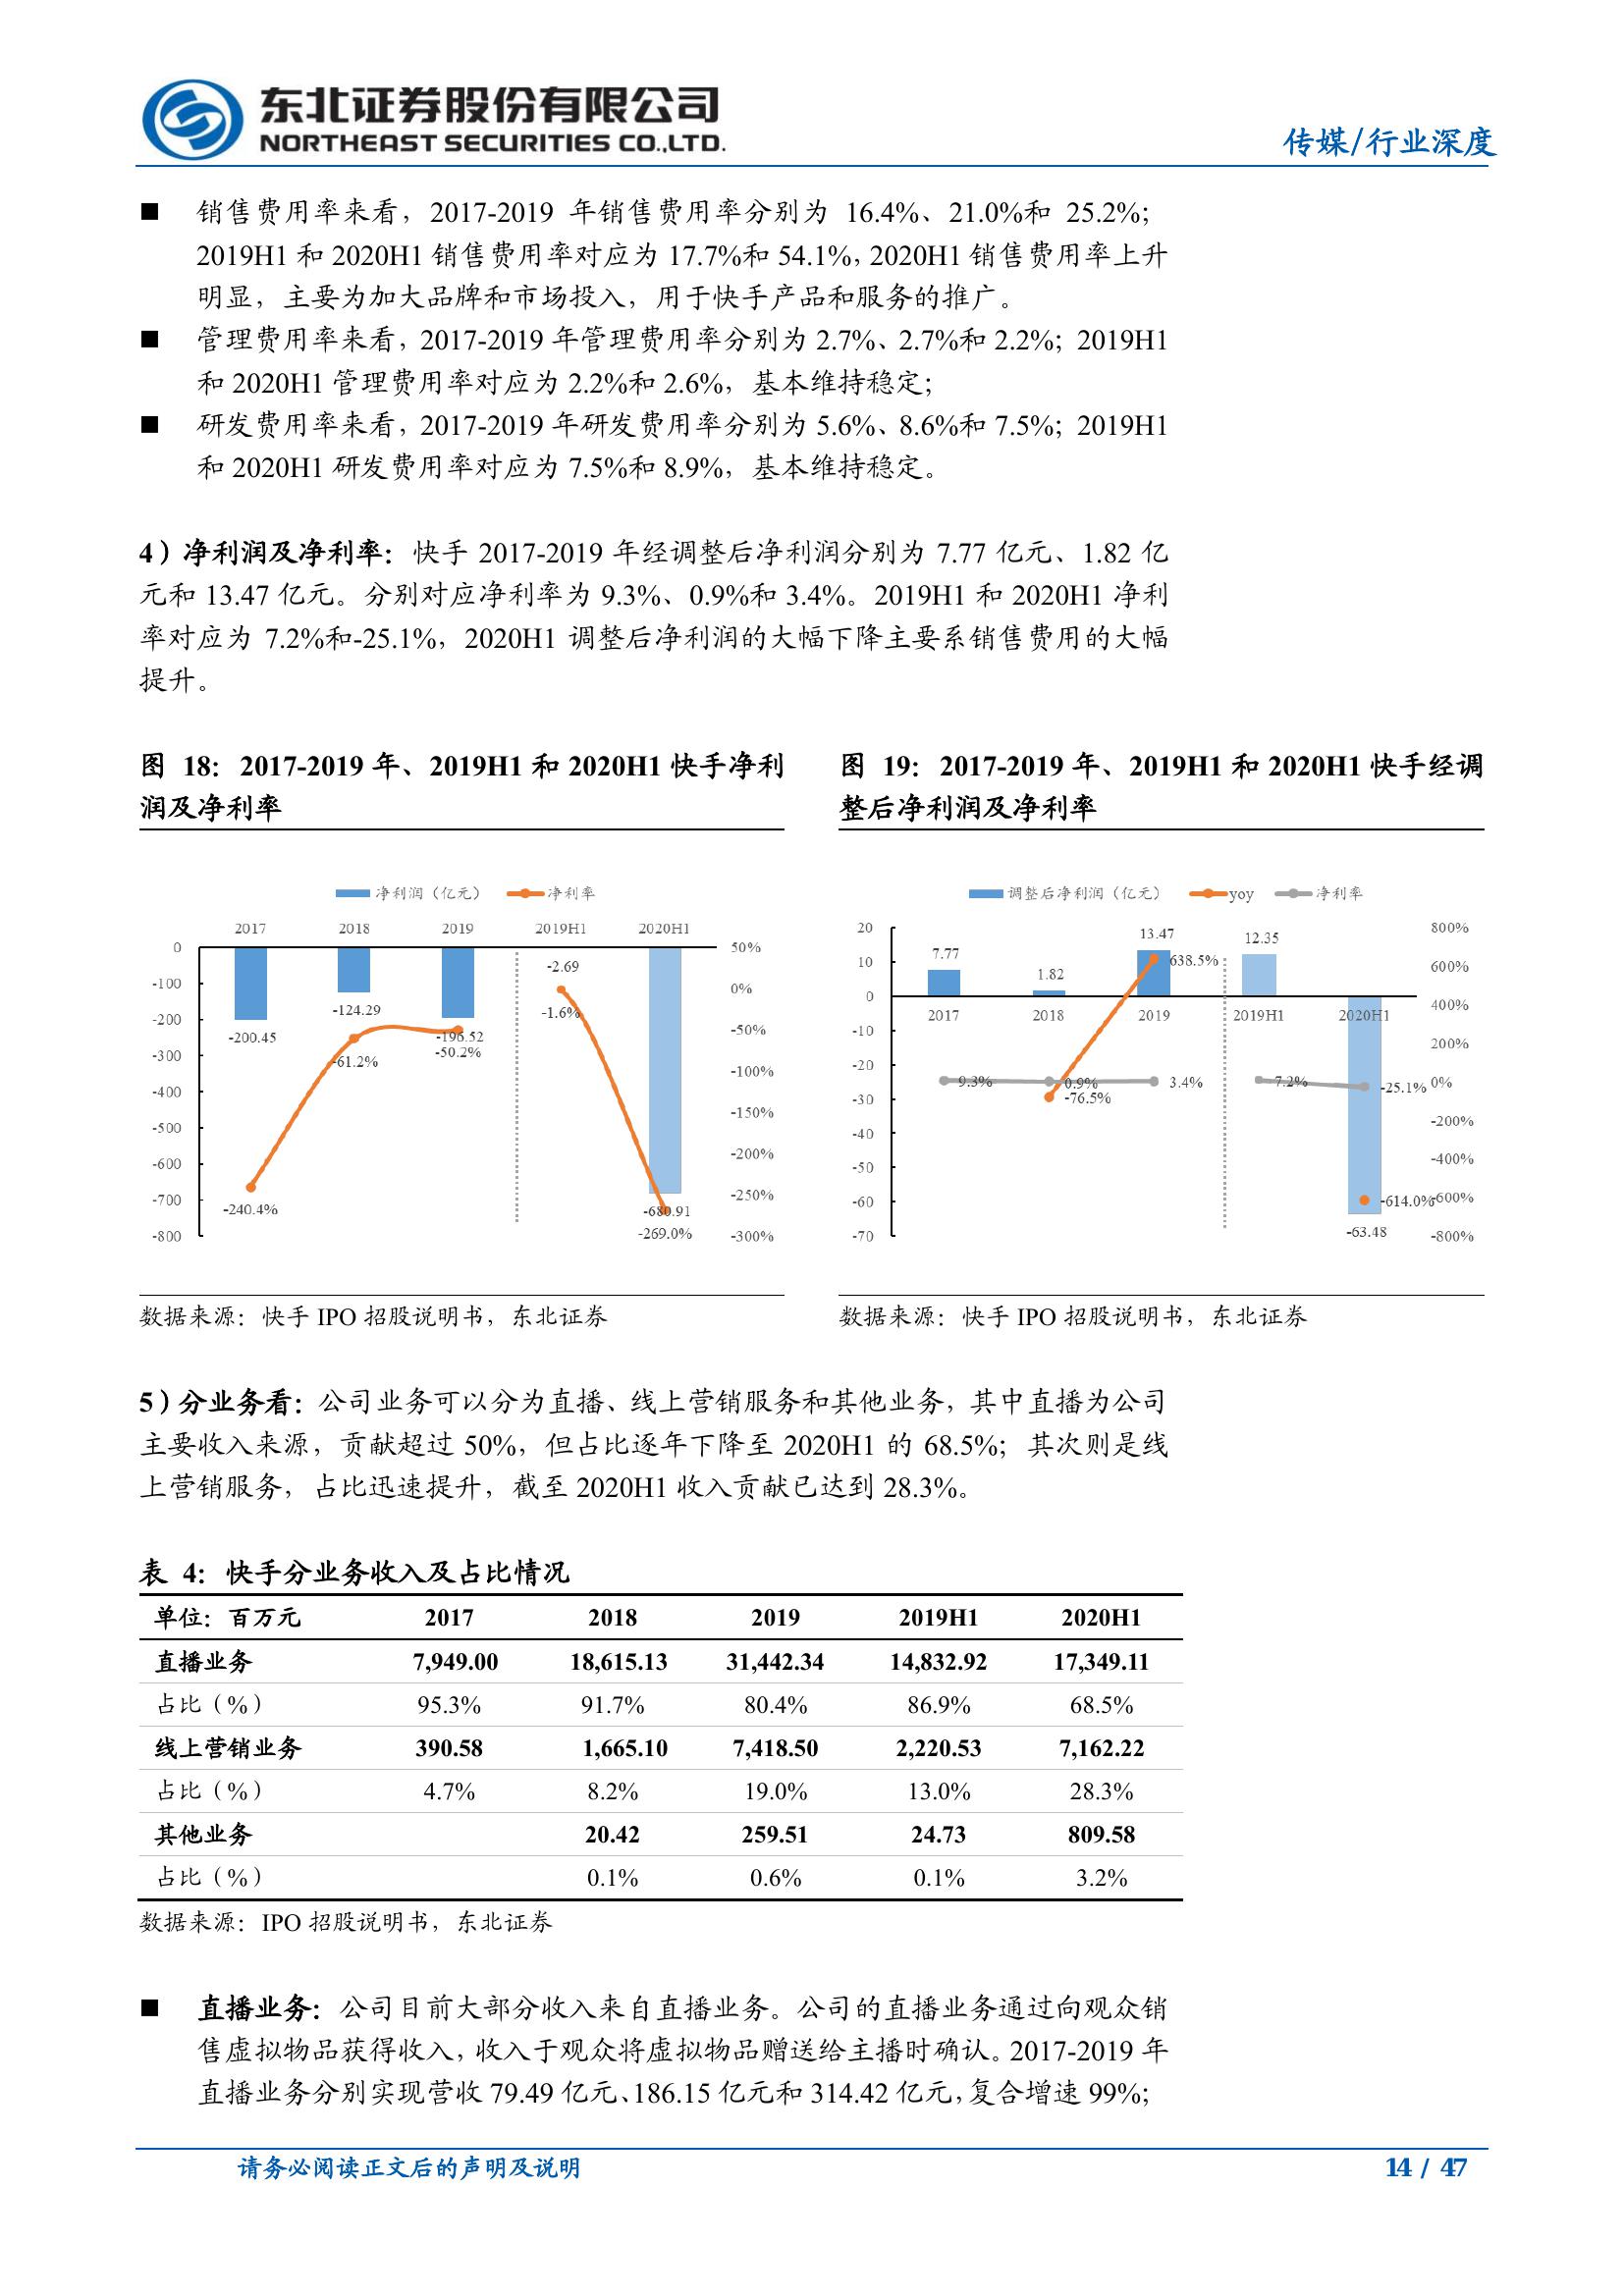 东北证券股份有限公司
NORTHEAST SECURITIES CO.,LTD.
传媒/行业深度
■ 销售费用率来看，2017-2019 年销售费用率分别为 16.4%、21.0%和 25.2%；
2019H1 和 2020H1 销售费用率对应为 17.7%和 54.1%，2020H1 销售费用率上升
明显，主要为加大品牌和市场投入，用于快手产品和服务的推广。
■ 管理费用率来看，2017-2019 年管理费用率分别为 2.7%、2.7%和 2.2%；2019H1
和 2020H1 管理费用率对应为 2.2%和 2.6%，基本维持稳定；
■ 研发费用率来看，2017-2019 年研发费用率分别为 5.6%、8.6%和 7.5%；2019H1
和 2020H1 研发费用率对应为 7.5%和 8.9%，基本维持稳定。
4）净利润及净利率：快手 2017-2019 年经调整后净利润分别为 7.77 亿元、1.82 亿
元和 13.47 亿元。分别对应净利率为 9.3%、0.9%和 3.4%。2019H1 和 2020H1 净利
率对应为 7.2%和-25.1%，2020H1 调整后净利润的大幅下降主要系销售费用的大幅
提升。
图 18：2017-2019 年、2019H1 和 2020H1 快手净利
润及净利率
净利润（亿元） 净利率
2017 2018 2019 2019H1 2020H1
0
-100
-200
-300
-400
-500
-600
-700
-800
50%
0%
-50%
-100%
-150%
-200%
-250%
-300%
-200.45
-124.29
-196.52
-2.69
-680.91
-240.4%
-61.2%
-50.2%
-1.6%
-269.0%
数据来源：快手 IPO 招股说明书，东北证券
图 19：2017-2019 年、2019H1 和 2020H1 快手经调
整后净利润及净利率
调整后净利润（亿元） yoy 净利率
20
10
0
-10
-20
-30
-40
-50
-60
-70
800%
600%
400%
200%
0%
-200%
-400%
-600%
-800%
7.77
1.82
13.47
12.35
-63.48
2017 2018 2019 2019H1 2020H1
638.5%
-76.5%
-614.0%
9.3%
0.9%
3.4%
7.2%
-25.1%
数据来源：快手 IPO 招股说明书，东北证券
5）分业务看：公司业务可以分为直播、线上营销服务和其他业务，其中直播为公司
主要收入来源，贡献超过 50%，但占比逐年下降至 2020H1 的 68.5%；其次则是线
上营销服务，占比迅速提升，截至 2020H1 收入贡献已达到 28.3%。
表 4：快手分业务收入及占比情况
单位：百万元 2017 2018 2019 2019H1 2020H1
直播业务 7,949.00 18,615.13 31,442.34 14,832.92 17,349.11
占比（%） 95.3% 91.7% 80.4% 86.9% 68.5%
线上营销业务 390.58 1,665.10 7,418.50 2,220.53 7,162.22
占比（%） 4.7% 8.2% 19.0% 13.0% 28.3%
其他业务 20.42 259.51 24.73 809.58
占比（%） 0.1% 0.6% 0.1% 3.2%
数据来源：IPO 招股说明书，东北证券
■ 直播业务：公司目前大部分收入来自直播业务。公司的直播业务通过向观众销
售虚拟物品获得收入，收入于观众将虚拟物品赠送给主播时确认。2017-2019 年
直播业务分别实现营收 79.49 亿元、186.15 亿元和 314.42 亿元，复合增速 99%；
请务必阅读正文后的声明及说明
14 / 47